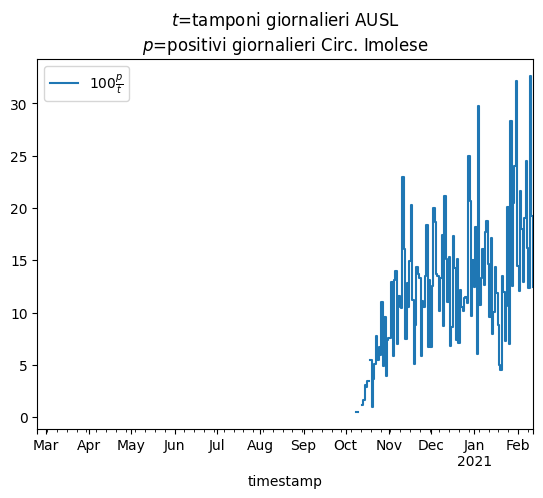 t=tamponi giornalieri AUSL
p=positivi giornalieri Circ. Imolese
100 p/t
30
25
20
15
10
5
0
Mar Apr May Jun Jul Aug Sep Oct Nov Dec Jan Feb
2021
timestamp